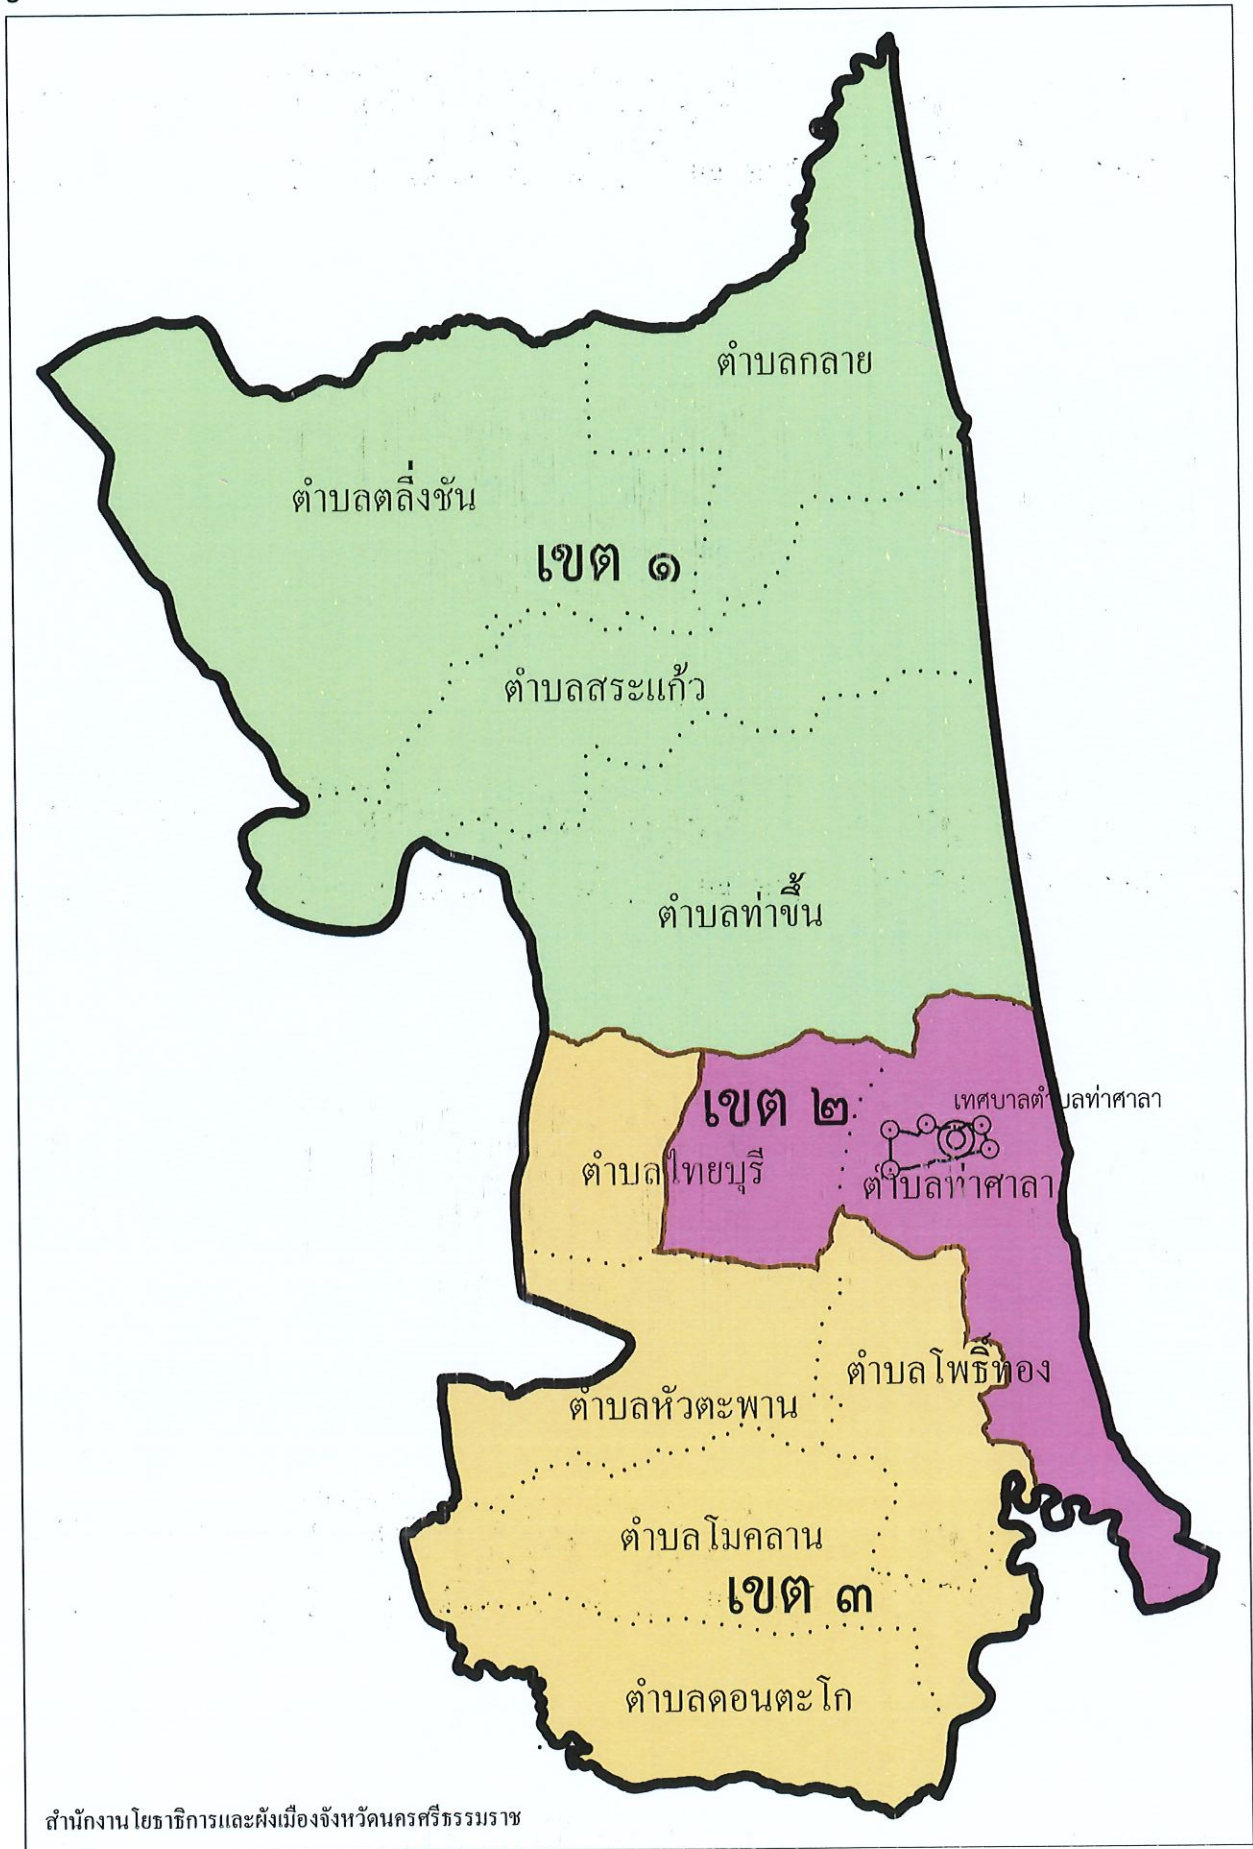 ตำบลกลาย
ตำบลตลิ่งชัน
เขต ๑
ตำบลสระแก้ว
ตำบลท่าขึ้น
เขต ๒
เทศบาลตำบลท่าศาลา
ตำบลไทยบุรี
ตำบลท่าศาลา
ตำบลโพธิ์ทอง
ตำบลหัวตะพาน
ตำบลโมคลาน
เขต ๓
ตำบลดอนตะโก
สำนักงานโยธาธิการและผังเมืองจังหวัดนครศรีธรรมราช